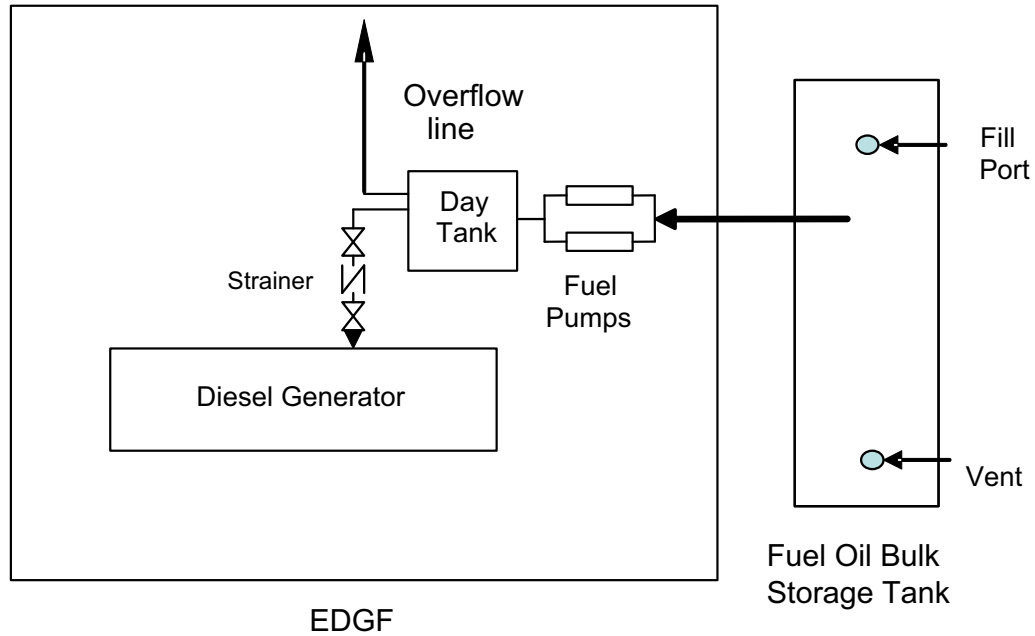 Overflow
line
Fill
Port
Day
Tank
Strainer
Fuel
Pumps
Diesel Generator
Vent
Fuel Oil Bulk
Storage Tank
EDGF